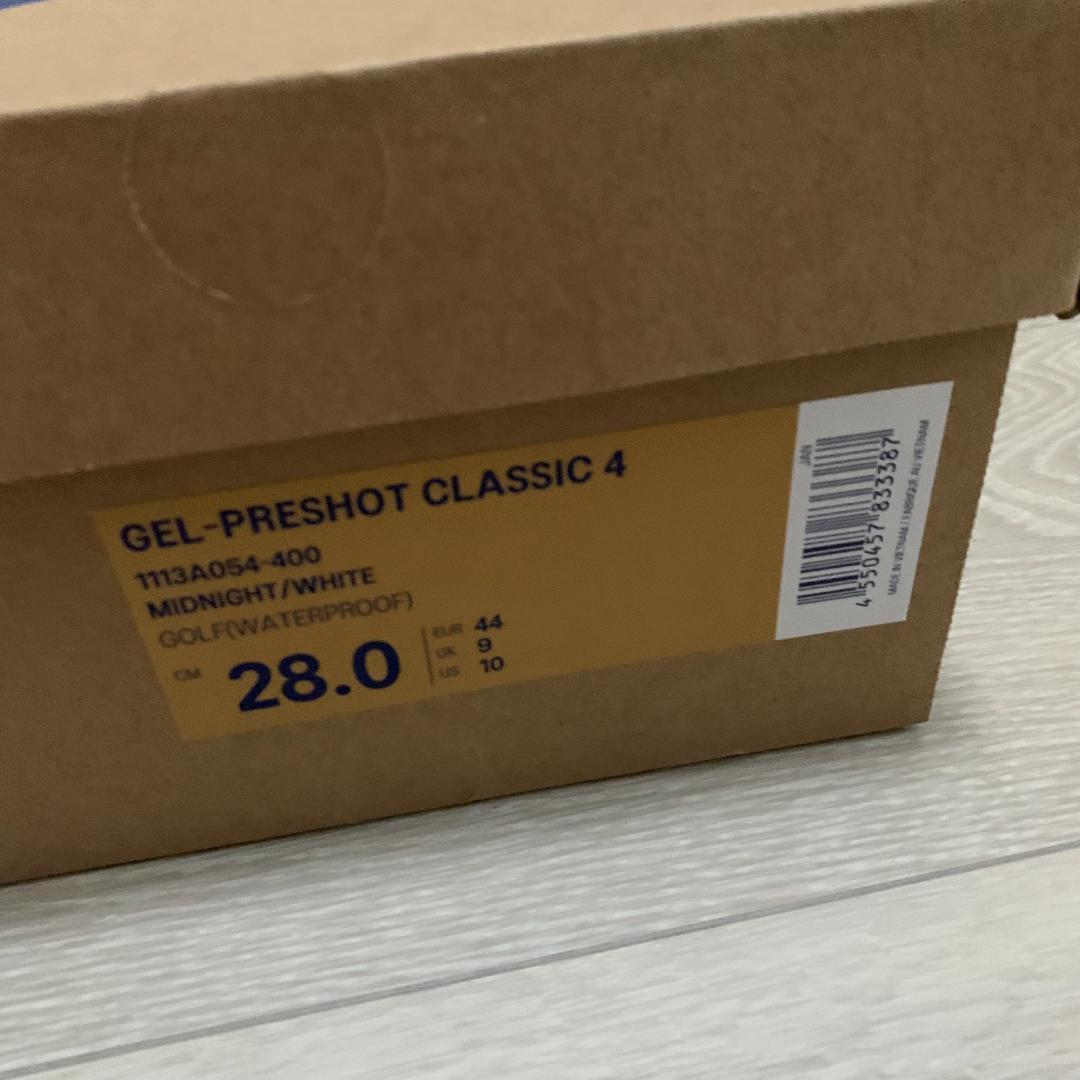 GEL-PRESHOT CLASSIC 4
1113A054-400
MIDNIGHT/WHITE
GOLF(WATERPROOF)
CM 28.0
EUR 44
UK 9
US 10
JAN
4 550457 833387
MADE IN VIETNAM / FABRIQUE AU VIETNAM